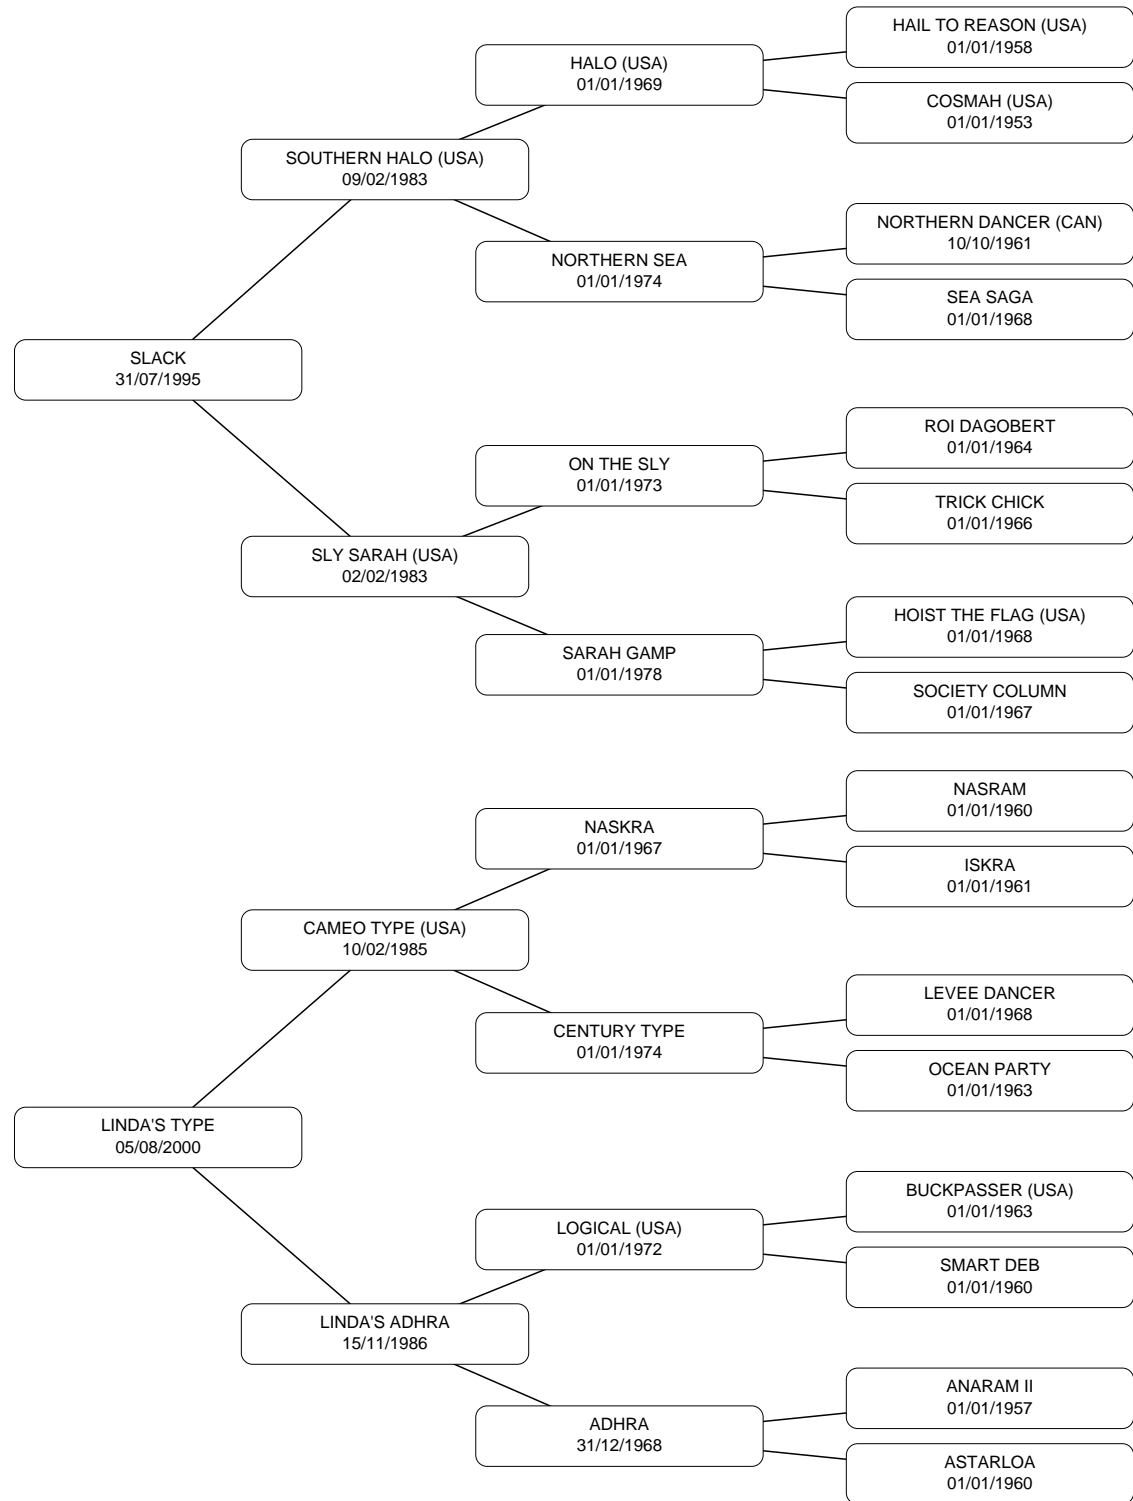 HAIL TO REASON (USA)
01/01/1958
HALO (USA)
01/01/1969
COSMAH (USA)
01/01/1953
SOUTHERN HALO (USA)
09/02/1983
NORTHERN DANCER (CAN)
10/10/1961
NORTHERN SEA
01/01/1974
SEA SAGA
01/01/1968
SLACK
31/07/1995
ROI DAGOBERT
01/01/1964
ON THE SLY
01/01/1973
TRICK CHICK
01/01/1966
SLY SARAH (USA)
02/02/1983
HOIST THE FLAG (USA)
01/01/1968
SARAH GAMP
01/01/1978
SOCIETY COLUMN
01/01/1967
NASRAM
01/01/1960
NASKRA
01/01/1967
ISKRA
01/01/1961
CAMEO TYPE (USA)
10/02/1985
LEVEE DANCER
01/01/1968
CENTURY TYPE
01/01/1974
OCEAN PARTY
01/01/1963
LINDA'S TYPE
05/08/2000
BUCKPASSER (USA)
01/01/1963
LOGICAL (USA)
01/01/1972
SMART DEB
01/01/1960
LINDA'S ADHRA
15/11/1986
ANARAM II
01/01/1957
ADHRA
31/12/1968
ASTARLOA
01/01/1960